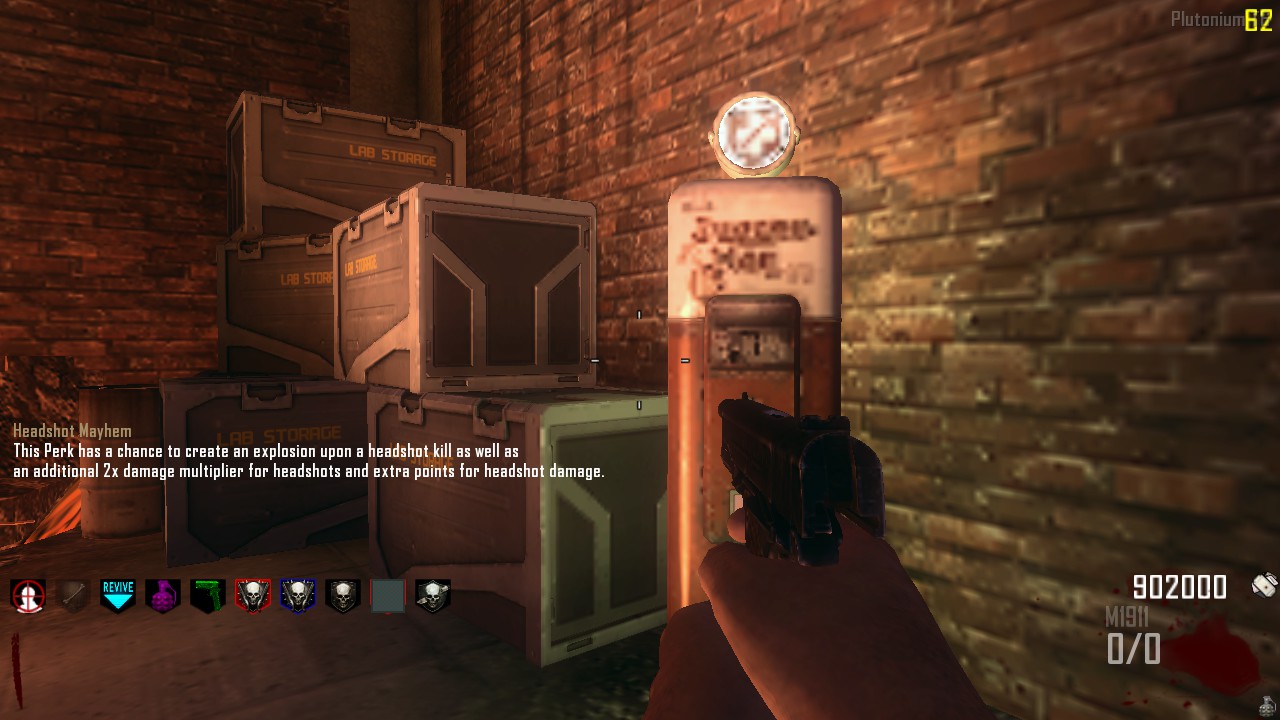 Plutonium
62
LAB STORAGE
LAB STORAGE
LAB STORAGE
LAB STORAGE
Headshot Mayhem
This Perk has a chance to create an explosion upon a headshot kill as well as
an additional 2x damage multiplier for headshots and extra points for headshot damage.
REVIVE
902000
M1911
0/0